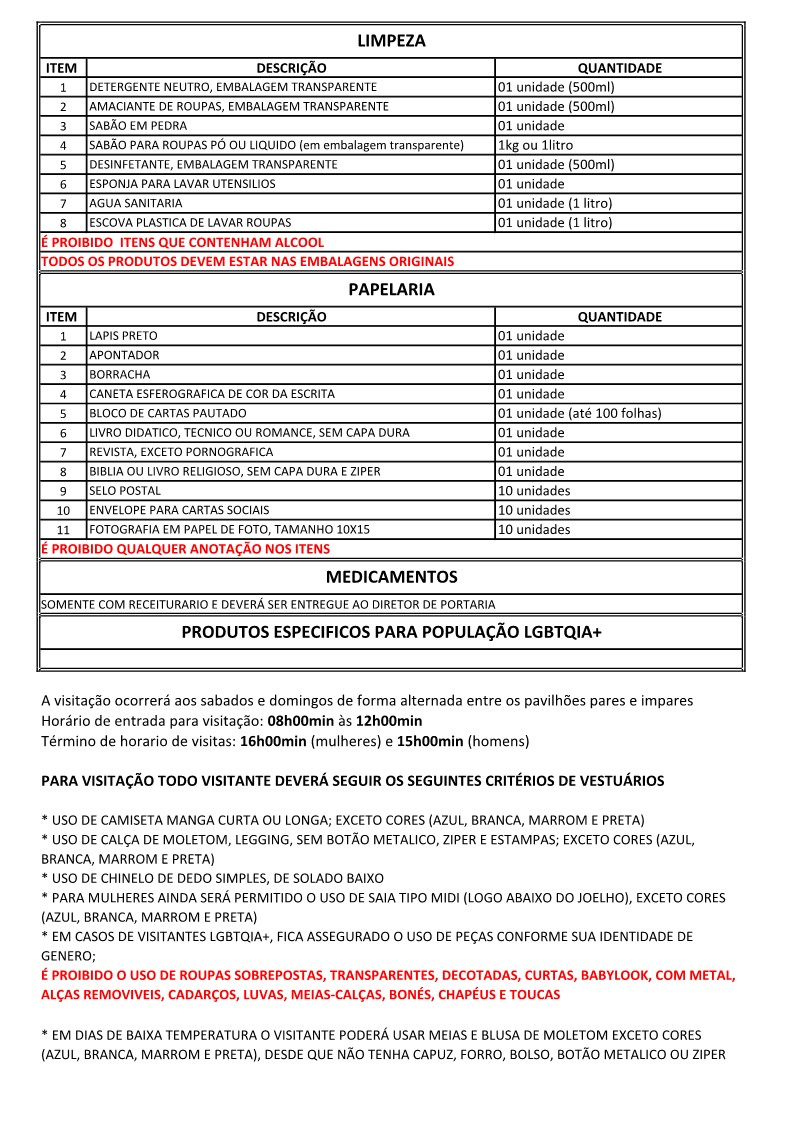 LIMPEZA
ITEM DESCRIÇÃO QUANTIDADE
1 DETERGENTE NEUTRO, EMBALAGEM TRANSPARENTE 01 unidade (500ml)
2 AMACIANTE DE ROUPAS, EMBALAGEM TRANSPARENTE 01 unidade (500ml)
3 SABÃO EM PEDRA 01 unidade
4 SABÃO PARA ROUPAS PÓ OU LIQUIDO (em embalagem transparente) 1kg ou 1litro
5 DESINFETANTE, EMBALAGEM TRANSPARENTE 01 unidade (500ml)
6 ESPONJA PARA LAVAR UTENSILIOS 01 unidade
7 AGUA SANITARIA 01 unidade (1 litro)
8 ESCOVA PLASTICA DE LAVAR ROUPAS 01 unidade (1 litro)
É PROIBIDO  ITENS QUE CONTENHAM ALCOOL
TODOS OS PRODUTOS DEVEM ESTAR NAS EMBALAGENS ORIGINAIS
PAPELARIA
ITEM DESCRIÇÃO QUANTIDADE
1 LAPIS PRETO 01 unidade
2 APONTADOR 01 unidade
3 BORRACHA 01 unidade
4 CANETA ESFEROGRAFICA DE COR DA ESCRITA 01 unidade
5 BLOCO DE CARTAS PAUTADO 01 unidade (até 100 folhas)
6 LIVRO DIDATICO, TECNICO OU ROMANCE, SEM CAPA DURA 01 unidade
7 REVISTA, EXCETO PORNOGRAFICA 01 unidade
8 BIBLIA OU LIVRO RELIGIOSO, SEM CAPA DURA E ZIPER 01 unidade
9 SELO POSTAL 10 unidades
10 ENVELOPE PARA CARTAS SOCIAIS 10 unidades
11 FOTOGRAFIA EM PAPEL DE FOTO, TAMANHO 10X15 10 unidades
É PROIBIDO QUALQUER ANOTAÇÃO NOS ITENS
MEDICAMENTOS
SOMENTE COM RECEITURARIO E DEVERÁ SER ENTREGUE AO DIRETOR DE PORTARIA
PRODUTOS ESPECIFICOS PARA POPULAÇÃO LGBTQIA+
A visitação ocorrerá aos sabados e domingos de forma alternada entre os pavilhões pares e impares
Horário de entrada para visitação: 08h00min às 12h00min
Término de horario de visitas: 16h00min (mulheres) e 15h00min (homens)
PARA VISITAÇÃO TODO VISITANTE DEVERÁ SEGUIR OS SEGUINTES CRITÉRIOS DE VESTUÁRIOS
* USO DE CAMISETA MANGA CURTA OU LONGA; EXCETO CORES (AZUL, BRANCA, MARROM E PRETA)
* USO DE CALÇA DE MOLETOM, LEGGING, SEM BOTÃO METALICO, ZIPER E ESTAMPAS; EXCETO CORES (AZUL,
BRANCA, MARROM E PRETA)
* USO DE CHINELO DE DEDO SIMPLES, DE SOLADO BAIXO
* PARA MULHERES AINDA SERÁ PERMITIDO O USO DE SAIA TIPO MIDI (LOGO ABAIXO DO JOELHO), EXCETO CORES
(AZUL, BRANCA, MARROM E PRETA)
* EM CASOS DE VISITANTES LGBTQIA+, FICA ASSEGURADO O USO DE PEÇAS CONFORME SUA IDENTIDADE DE
GENERO;
É PROIBIDO O USO DE ROUPAS SOBREPOSTAS, TRANSPARENTES, DECOTADAS, CURTAS, BABYLOOK, COM METAL,
ALÇAS REMOVIVEIS, CADARÇOS, LUVAS, MEIAS-CALÇAS, BONÉS, CHAPÉUS E TOUCAS
* EM DIAS DE BAIXA TEMPERATURA O VISITANTE PODERÁ USAR MEIAS E BLUSA DE MOLETOM EXCETO CORES
(AZUL, BRANCA, MARROM E PRETA), DESDE QUE NÃO TENHA CAPUZ, FORRO, BOLSO, BOTÃO METALICO OU ZIPER